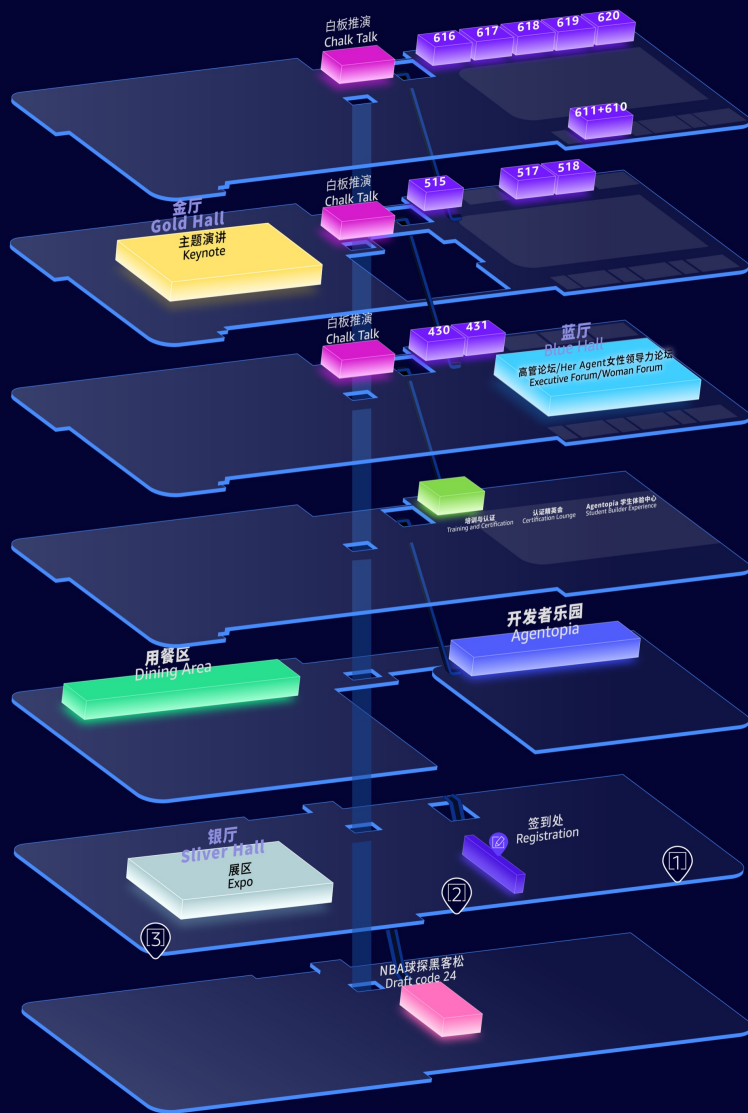 白板推演
Chalk Talk
616
617
618
619
620
611+610
白板推演
Chalk Talk
515
517
518
金厅
Gold Hall
主题演讲
Keynote
白板推演
Chalk Talk
430
431
蓝厅
Blue Hall
高管论坛/Her Agent女性领导力论坛
Executive Forum/Woman Forum
培训与认证
Training and Certification
认证精英会
Certification Lounge
Agentopia 学生体验中心
Student Builder Experience
开发者乐园
Agentopia
用餐区
Dining Area
签到处
Registration
银厅
Sliver Hall
展区
Expo
1
2
3
NBA球探黑客松
Draft code 24